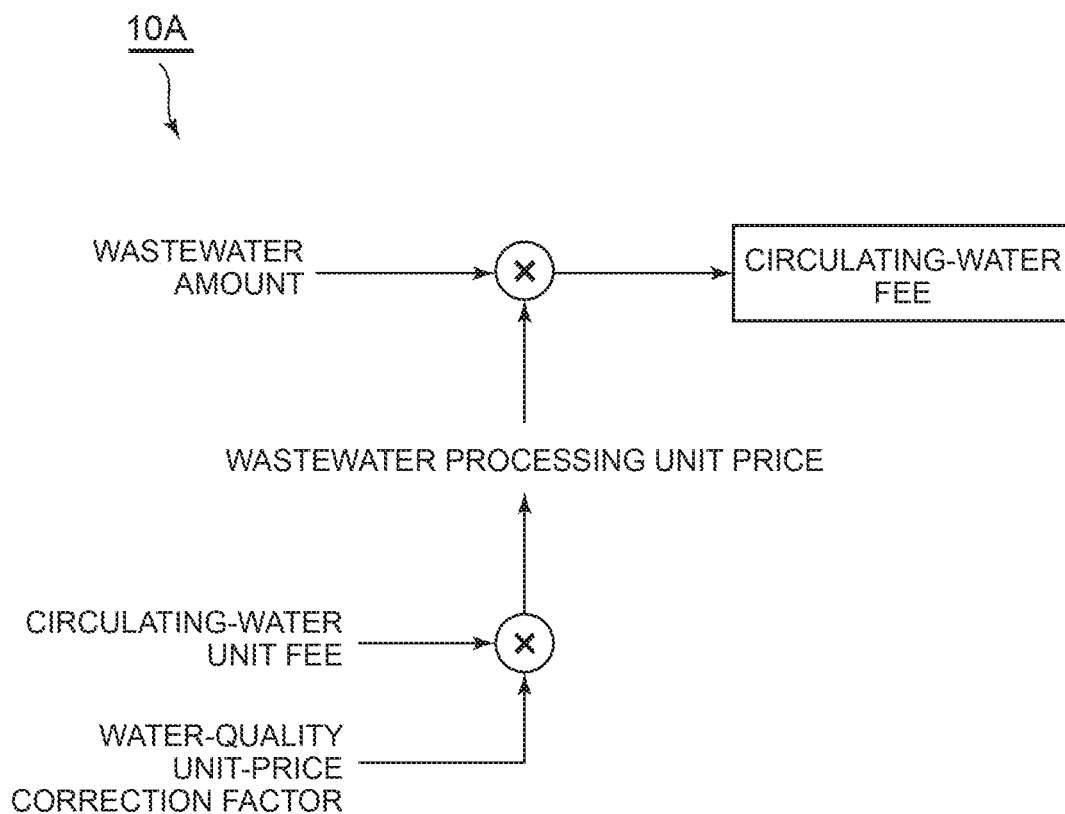 10A
WASTEWATER
AMOUNT
×
CIRCULATING-WATER
FEE
WASTEWATER PROCESSING UNIT PRICE
CIRCULATING-WATER
UNIT FEE
×
WATER-QUALITY
UNIT-PRICE
CORRECTION FACTOR